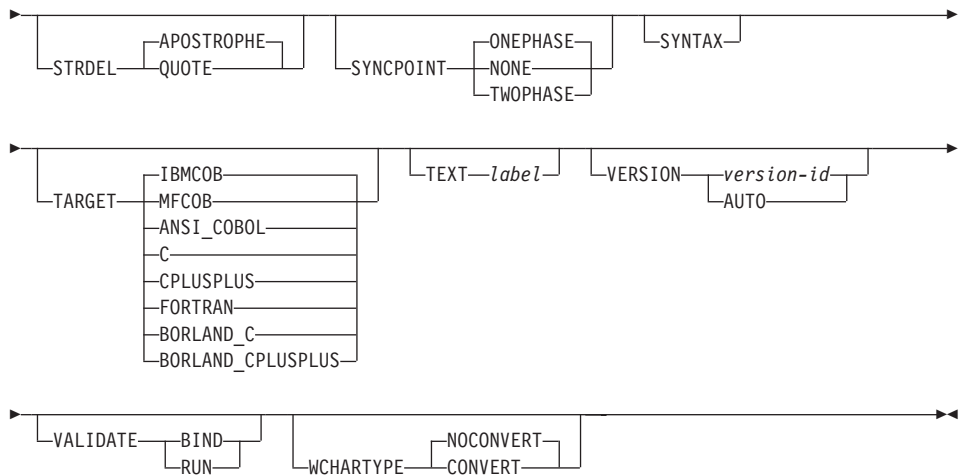 APOSTROPHE ONEPHASE SYNTAX
STRDEL QUOTE SYNCPOINT NONE
TWOPHASE
IBMCOB TEXT label VERSION version-id
TARGET MFCOB AUTO
ANSI_COBOL
C
CPLUSPLUS
FORTRAN
BORLAND_C
BORLAND_CPLUSPLUS
VALIDATE BIND NOCONVERT
RUN WCHARTYPE CONVERT